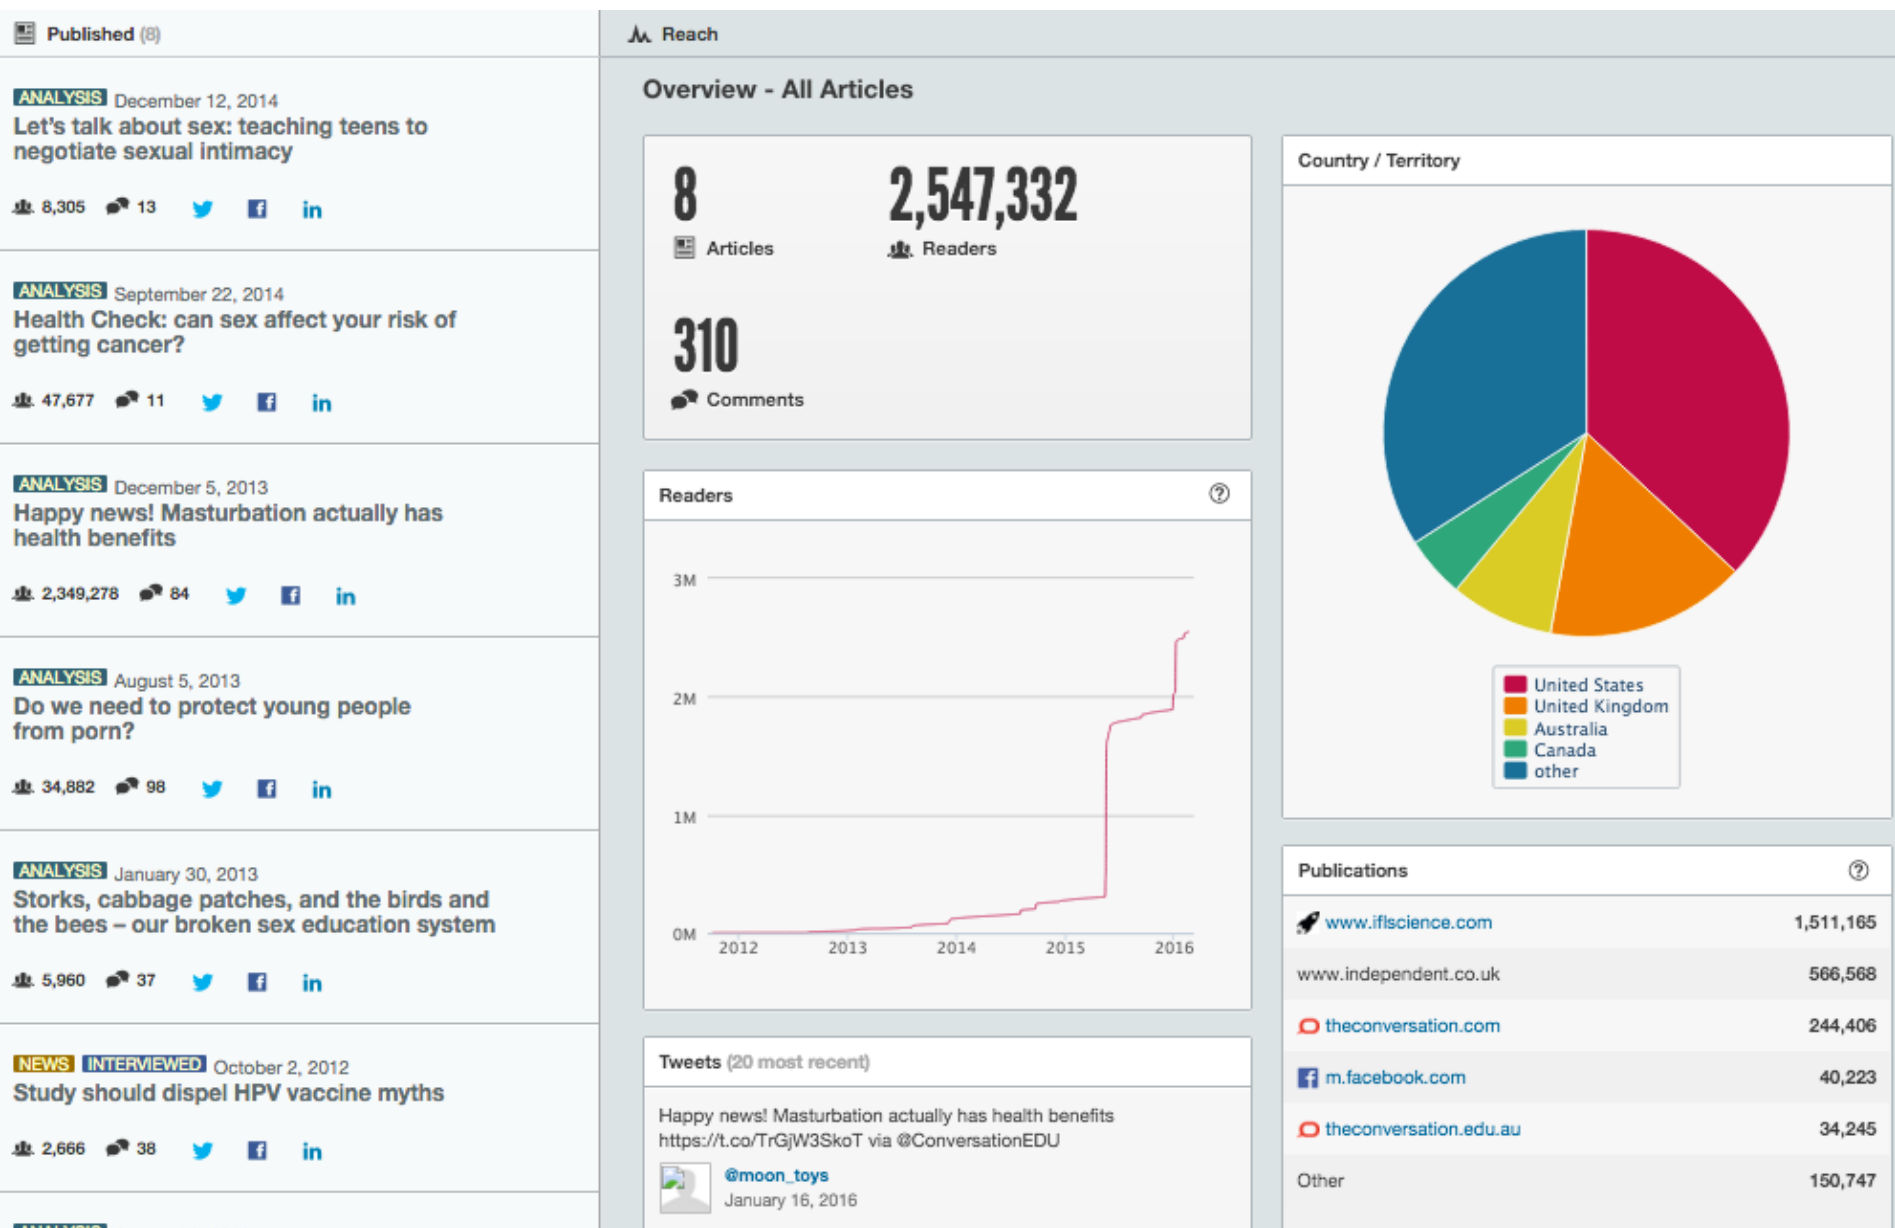 Published (8)
ANALYSIS December 12, 2014
Let's talk about sex: teaching teens to
negotiate sexual intimacy
8,305 13
ANALYSIS September 22, 2014
Health Check: can sex affect your risk of
getting cancer?
47,677 11
ANALYSIS December 5, 2013
Happy news! Masturbation actually has
health benefits
2,349,278 84
ANALYSIS August 5, 2013
Do we need to protect young people
from porn?
34,882 98
ANALYSIS January 30, 2013
Storks, cabbage patches, and the birds and
the bees – our broken sex education system
5,960 37
NEWS INTERVIEWED October 2, 2012
Study should dispel HPV vaccine myths
2,666 38
ANALYSIS
Reach
Overview - All Articles
8
Articles
2,547,332
Readers
310
Comments
Readers
3M
2M
1M
0M
2012 2013 2014 2015 2016
Tweets (20 most recent)
Happy news! Masturbation actually has health benefits
https://t.co/TrGjW3SkoT via @ConversationEDU
@moon_toys
January 16, 2016
Country / Territory
United States
United Kingdom
Australia
Canada
other
Publications
www.iflscience.com 1,511,165
www.independent.co.uk 566,568
theconversation.com 244,406
m.facebook.com 40,223
theconversation.edu.au 34,245
Other 150,747